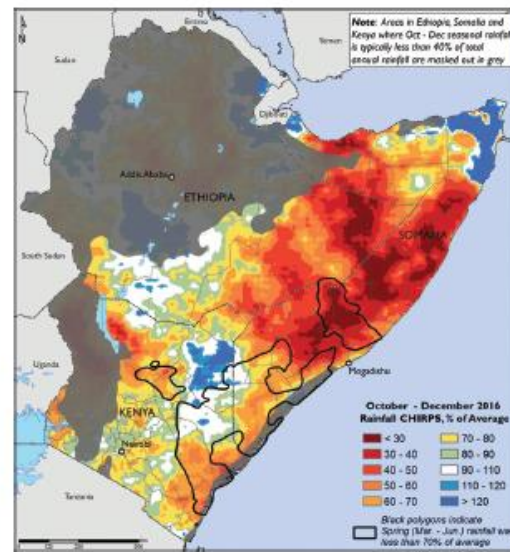 Note: Areas in Ethiopia, Somalia and
Kenya where Oct - Dec seasonal rainfall
is typically less than 40% of total
annual rainfall are masked out in grey
N
Eritrea
Yemen
Sudan
Djibouti
Addis Ababa
ETHIOPIA
SOMALIA
South Sudan
Uganda
Mogadishu
KENYA
Nairobi
Tanzania
October - December 2016
Rainfall CHIRPS, % of Average
< 30
70 - 80
30 - 40
80 - 90
40 - 50
90 - 110
50 - 60
110 - 120
60 - 70
> 120
Black polygons indicate
Spring (Mar. - Jun.) rainfall was
less than 70% of average